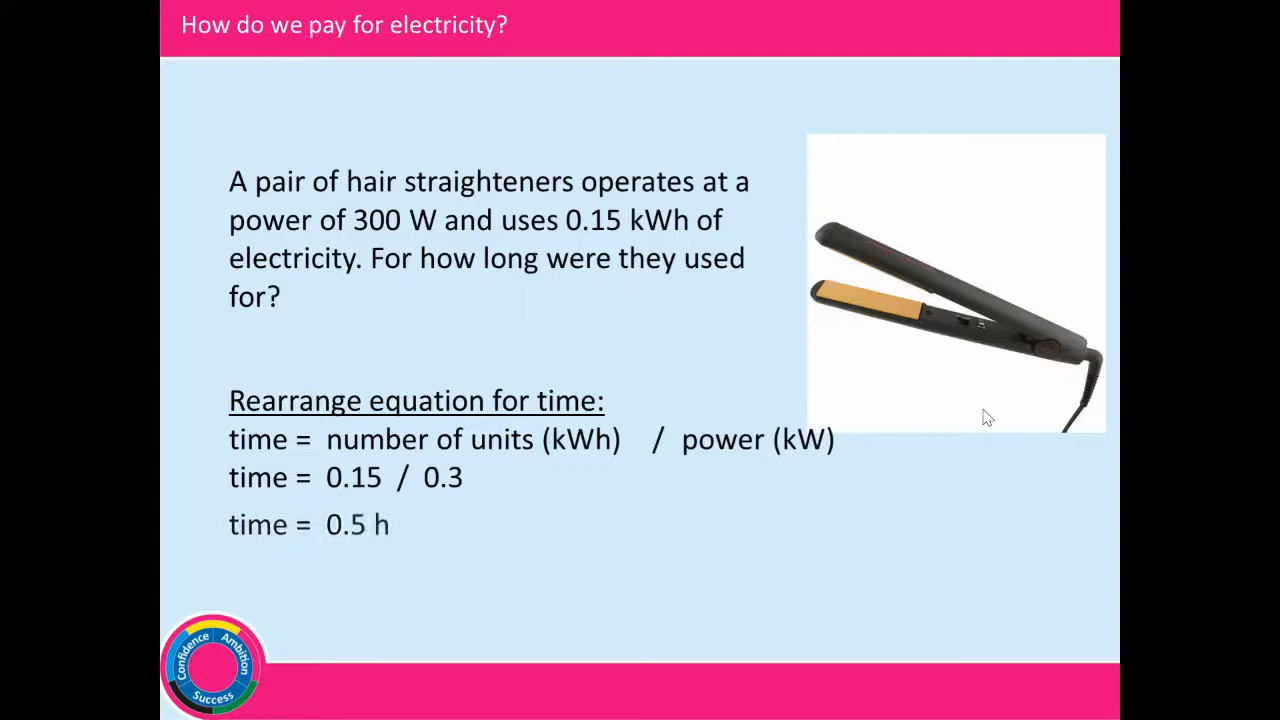 How do we pay for electricity?
A pair of hair straighteners operates at a
power of 300 W and uses 0.15 kWh of
electricity. For how long were they used
for?
Rearrange equation for time:
time = number of units (kWh) / power (kW)
time = 0.15 / 0.3
time = 0.5 h
Confidence
Ambition
Success